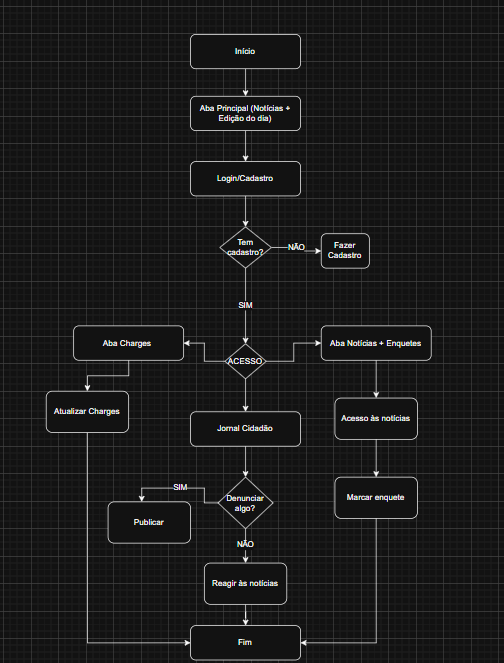 Início
Aba Principal (Notícias +
Edição do dia)
Login/Cadastro
Tem
cadastro?
NÃO
Fazer
Cadastro
SIM
Aba Charges
ACESSO
Aba Notícias + Enquetes
Atualizar Charges
Jornal Cidadão
Acesso às notícias
SIM
Denunciar
algo?
Marcar enquete
Publicar
NÃO
Reagir às notícias
Fim